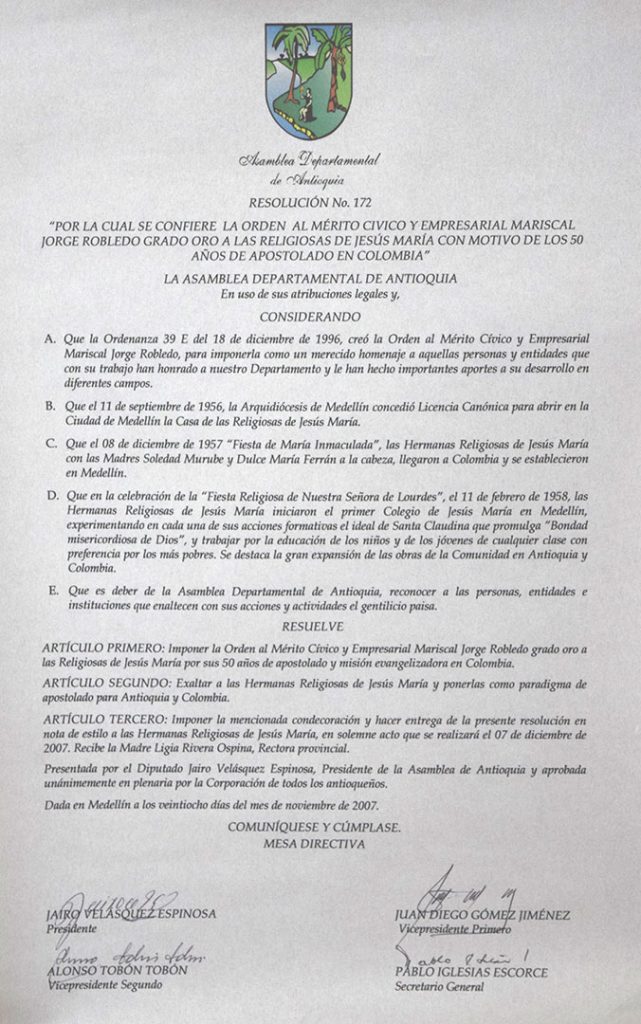 Asamblea Departamental
de Antioquia
RESOLUCIÓN No. 172
"POR LA CUAL SE CONFIERE LA ORDEN AL MÉRITO CIVICO Y EMPRESARIAL MARISCAL
JORGE ROBLEDO GRADO ORO A LAS RELIGIOSAS DE JESÚS MARÍA CON MOTIVO DE LOS 50
AÑOS DE APOSTOLADO EN COLOMBIA"
LA ASAMBLEA DEPARTAMENTAL DE ANTIOQUIA
En uso de sus atribuciones legales y,
CONSIDERANDO
A. Que la Ordenanza 39 E del 18 de diciembre de 1996, creó la Orden al Mérito Cívico y Empresarial
Mariscal Jorge Robledo, para imponerla como un merecido homenaje a aquellas personas y entidades que
con su trabajo han honrado a nuestro Departamento y le han hecho importantes aportes a su desarrollo en
diferentes campos.
B. Que el 11 de septiembre de 1956, la Arquidiócesis de Medellín concedió Licencia Canónica para abrir en la
Ciudad de Medellín la Casa de las Religiosas de Jesús María.
C. Que el 08 de diciembre de 1957 "Fiesta de María Inmaculada", las Hermanas Religiosas de Jesús María
con las Madres Soledad Murube y Dulce María Ferrán a la cabeza, llegaron a Colombia y se establecieron
en Medellín.
D. Que en la celebración de la "Fiesta Religiosa de Nuestra Señora de Lourdes", el 11 de febrero de 1958, las
Hermanas Religiosas de Jesús María iniciaron el primer Colegio de Jesús María en Medellín,
experimentando en cada una de sus acciones formativas el ideal de Santa Claudina que promulga "Bondad
misericordiosa de Dios", y trabajar por la educación de los niños y de los jóvenes de cualquier clase con
preferencia por los más pobres. Se destaca la gran expansión de las obras de la Comunidad en Antioquia y
Colombia.
E. Que es deber de la Asamblea Departamental de Antioquia, reconocer a las personas, entidades e
instituciones que enaltecen con sus acciones y actividades el gentilicio paisa.
RESUELVE
ARTÍCULO PRIMERO: Imponer la Orden al Mérito Cívico y Empresarial Mariscal Jorge Robledo grado oro a
las Religiosas de Jesús María por sus 50 años de apostolado y misión evangelizadora en Colombia.
ARTÍCULO SEGUNDO: Exaltar a las Hermanas Religiosas de Jesús María y ponerlas como paradigma de
apostolado para Antioquia y Colombia.
ARTÍCULO TERCERO: Imponer la mencionada condecoración y hacer entrega de la presente resolución en
nota de estilo a las Hermanas Religiosas de Jesús María, en solemne acto que se realizará el 07 de diciembre de
2007. Recibe la Madre Ligia Rivera Ospina, Rectora provincial.
Presentada por el Diputado Jairo Velásquez Espinosa, Presidente de la Asamblea de Antioquia y aprobada
unánimemente en plenaria por la Corporación de todos los antioqueños.
Dada en Medellín a los veintiocho días del mes de noviembre de 2007.
COMUNÍQUESE Y CÚMPLASE.
MESA DIRECTIVA
JAIRO VELÁSQUEZ ESPINOSA
Presidente
JUAN DIEGO GÓMEZ JIMÉNEZ
Vicepresidente Primero
ALONSO TOBÓN TOBÓN
Vicepresidente Segundo
PABLO IGLESIAS ESCORCE
Secretario General